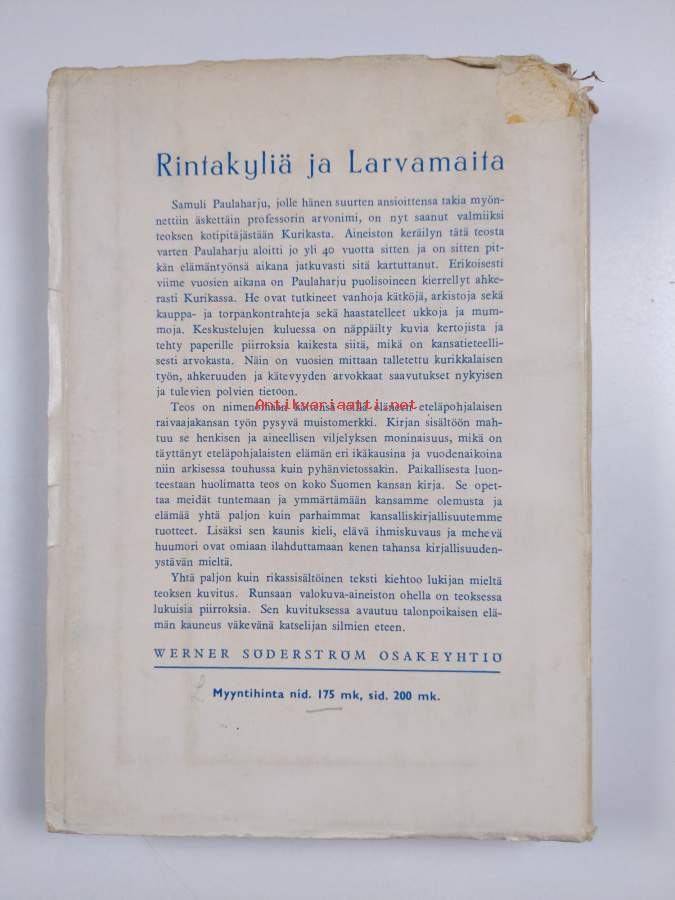 Rintakyliä ja Larvamaita
Samuli Paulaharju, jolle hänen suurten ansioittensa takia myön-
nettiin äskettäin professorin arvonimi, on nyt saanut valmiiksi
teoksen kotipitäjästään Kurikasta. Aineiston keräilyn tätä teosta
varten Paulaharju aloitti jo yli 40 vuotta sitten ja on sitten pit-
kän elämäntyönsä aikana jatkuvasti sitä kartuttanut. Erikoisesti
viime vuosien aikana on Paulaharju puolisoineen kierrellyt ahke-
rasti Kurikassa. He ovat tutkineet vanhoja kätköjä, arkistoja sekä
kauppa- ja torpankontrahteja sekä haastatelleet ukkoja ja mum-
moja. Keskustelujen kuluessa on näppäilty kuvia kertojista ja
tehty paperille piirroksia kaikesta siitä, mikä on kansatieteelli-
sesti arvokasta. Näin on vuosien mittaan talletettu kurikkalaisen
työn, ahkeruuden ja kätevyyden arvokkaat saavutukset nykyisen
ja tulevien polvien tietoon.
Antikvariaatti.net
Teos on nimenomaan kättensä töillä eläneen eteläpohjalaisen
raivaajakansan työn pysyvä muistomerkki. Kirjan sisältöön mah-
tuu se henkisen ja aineellisen viljelyksen moninaisuus, mikä on
täyttänyt eteläpohjalaisten elämän eri ikäkausina ja vuodenaikoina
niin arkisessa touhussa kuin pyhänvietossakin. Paikallisesta luon-
teestaan huolimatta teos on koko Suomen kansan kirja. Se opet-
taa meidät tuntemaan ja ymmärtämään kansamme olemusta ja
elämää yhtä paljon kuin parhaimmat kansalliskirjallisuutemme
tuotteet. Lisäksi sen kaunis kieli, elävä ihmiskuvaus ja mehevä
huumori ovat omiaan ilahduttamaan kenen tahansa kirjallisuuden-
ystävän mieltä.
Yhtä paljon kuin rikassisältöinen teksti kiehtoo lukijan mieltä
teoksen kuvitus. Runsaan valokuva-aineiston ohella on teoksessa
lukuisia piirroksia. Sen kuvituksessa avautuu talonpoikaisen elä-
män kauneus väkevänä katselijan silmien eteen.
WERNER SÖDERSTRÖM OSAKEYHTIÖ
Myyntihinta nid. 175 mk, sid. 200 mk.